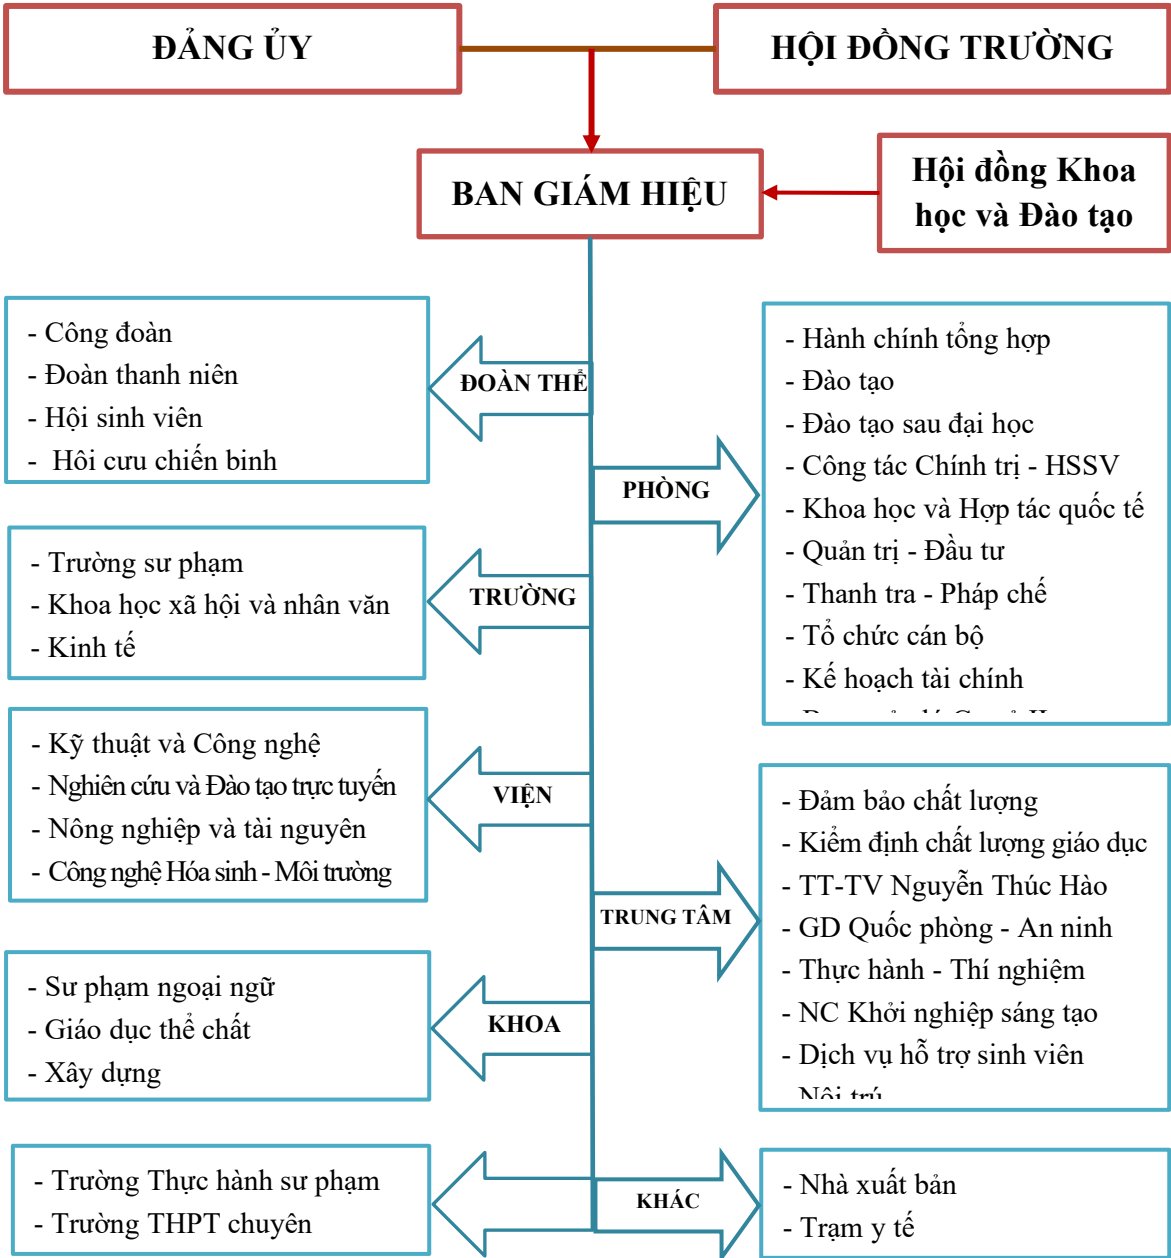 ĐẢNG ỦY
HỘI ĐỒNG TRƯỜNG
BAN GIÁM HIỆU
Hội đồng Khoa
học và Đào tạo
- Công đoàn
- Đoàn thanh niên
- Hội sinh viên
- Hôi cưu chiến binh
ĐOÀN THỂ
- Hành chính tổng hợp
- Đào tạo
- Đào tạo sau đại học
- Công tác Chính trị - HSSV
- Khoa học và Hợp tác quốc tế
- Quản trị - Đầu tư
- Thanh tra - Pháp chế
- Tổ chức cán bộ
- Kế hoạch tài chính
PHÒNG
- Trường sư phạm
- Khoa học xã hội và nhân văn
- Kinh tế
TRƯỜNG
- Kỹ thuật và Công nghệ
- Nghiên cứu và Đào tạo trực tuyến
- Nông nghiệp và tài nguyên
- Công nghệ Hóa sinh - Môi trường
VIỆN
- Đảm bảo chất lượng
- Kiểm định chất lượng giáo dục
- TT-TV Nguyễn Thúc Hào
- GD Quốc phòng - An ninh
- Thực hành - Thí nghiệm
- NC Khởi nghiệp sáng tạo
- Dịch vụ hỗ trợ sinh viên
TRUNG TÂM
- Sư phạm ngoại ngữ
- Giáo dục thể chất
- Xây dựng
KHOA
- Trường Thực hành sư phạm
- Trường THPT chuyên
KHÁC
- Nhà xuất bản
- Trạm y tế